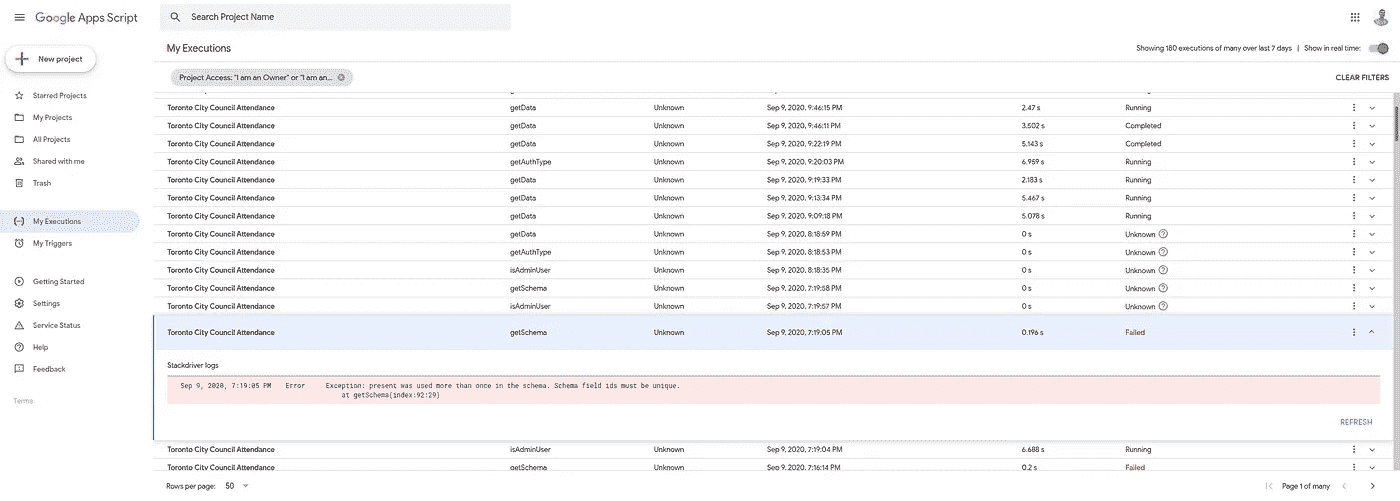 Google Apps Script
Search Project Name
New project
Starred Projects
My Projects
All Projects
Shared with me
Trash
My Executions
My Triggers
Getting Started
Settings
Service Status
Help
Feedback
Terms
My Executions
Showing 180 executions of many over last 7 days | Show in real time:
Project Access: "I am an Owner" or "I am an...
CLEAR FILTERS
Toronto City Council Attendance getData Unknown Sep 9, 2020, 9:46:15 PM 2.47 s Running
Toronto City Council Attendance getData Unknown Sep 9, 2020, 9:46:11 PM 3.502 s Completed
Toronto City Council Attendance getData Unknown Sep 9, 2020, 9:22:19 PM 5.143 s Completed
Toronto City Council Attendance getAuthType Unknown Sep 9, 2020, 9:20:03 PM 6.959 s Running
Toronto City Council Attendance getData Unknown Sep 9, 2020, 9:19:33 PM 2.183 s Running
Toronto City Council Attendance getData Unknown Sep 9, 2020, 9:13:34 PM 5.467 s Running
Toronto City Council Attendance getData Unknown Sep 9, 2020, 9:09:18 PM 5.078 s Running
Toronto City Council Attendance getData Unknown Sep 9, 2020, 8:18:59 PM 0 s Unknown
Toronto City Council Attendance getAuthType Unknown Sep 9, 2020, 8:18:53 PM 0 s Unknown
Toronto City Council Attendance isAdminUser Unknown Sep 9, 2020, 8:18:35 PM 0 s Unknown
Toronto City Council Attendance getSchema Unknown Sep 9, 2020, 7:19:58 PM 0 s Unknown
Toronto City Council Attendance isAdminUser Unknown Sep 9, 2020, 7:19:57 PM 0 s Unknown
Toronto City Council Attendance getSchema Unknown Sep 9, 2020, 7:19:05 PM 0.196 s Failed
Stackdriver logs
Sep 9, 2020, 7:19:05 PM Error Exception: present was used more than once in the schema. Schema field ids must be unique.
at getSchema(index:92:29)
REFRESH
Toronto City Council Attendance isAdminUser Unknown Sep 9, 2020, 7:19:04 PM 6.688 s Running
Toronto City Council Attendance getSchema Unknown Sep 9, 2020, 7:16:14 PM 0.2 s Failed
Rows per page: 50
Page 1 of many